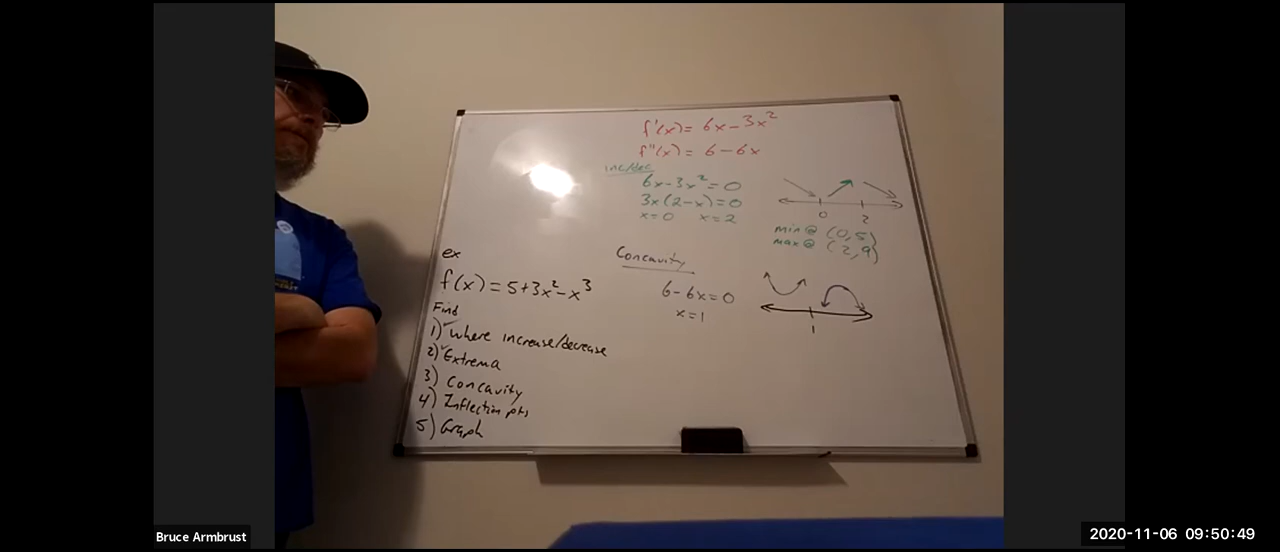 f'(x) = 6x - 3x²
f"(x) = 6 - 6x
inc/dec
6x - 3x² = 0
3x(2 - x) = 0
x = 0 x = 2
0 2
min @ (0, 5)
max @ (2, 9)
ex
f(x) = 5 + 3x² - x³
Find
1) where increase/decrease
2) Extrema
3) Concavity
4) Inflection pts
5) Graph
Concavity
6 - 6x = 0
x = 1
1
Bruce Armbrust
2020-11-06 09:50:49